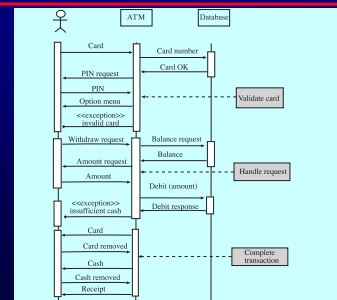 ATM
Database
Card
Card number
Card OK
PIN request
PIN
Option menu
Validate card
<<exception>>
invalid card
Withdraw request
Balance request
Balance
Amount request
Handle request
Amount
Debit (amount)
<<exception>>
insufficient cash
Debit response
Card
Card removed
Complete
transaction
Cash
Cash removed
Receipt